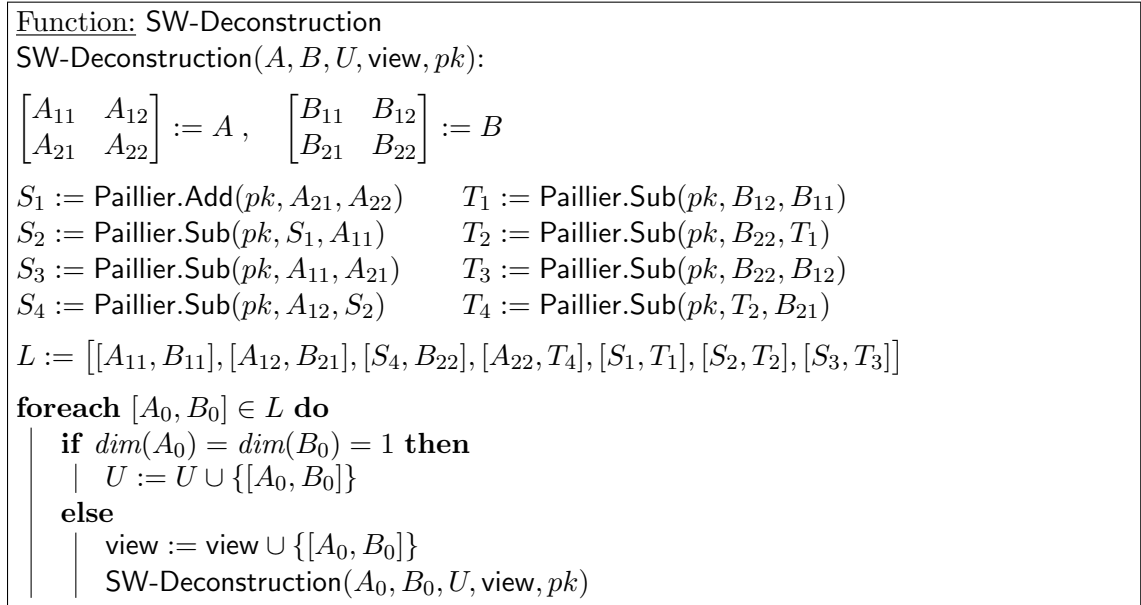 Function: SW-Deconstruction
SW-Deconstruction(A, B, U, view, pk):
[A₁₁ A₁₂; A₂₁ A₂₂] := A , [B₁₁ B₁₂; B₂₁ B₂₂] := B
S₁ := Paillier.Add(pk, A₂₁, A₂₂) T₁ := Paillier.Sub(pk, B₁₂, B₁₁)
S₂ := Paillier.Sub(pk, S₁, A₁₁) T₂ := Paillier.Sub(pk, B₂₂, T₁)
S₃ := Paillier.Sub(pk, A₁₁, A₂₁) T₃ := Paillier.Sub(pk, B₂₂, B₁₂)
S₄ := Paillier.Sub(pk, A₁₂, S₂) T₄ := Paillier.Sub(pk, T₂, B₂₁)
L := [[A₁₁, B₁₁], [A₁₂, B₂₁], [S₄, B₂₂], [A₂₂, T₄], [S₁, T₁], [S₂, T₂], [S₃, T₃]]
foreach [A₀, B₀] ∈ L do
if dim(A₀) = dim(B₀) = 1 then
U := U ∪ {[A₀, B₀]}
else
view := view ∪ {[A₀, B₀]}
SW-Deconstruction(A₀, B₀, U, view, pk)